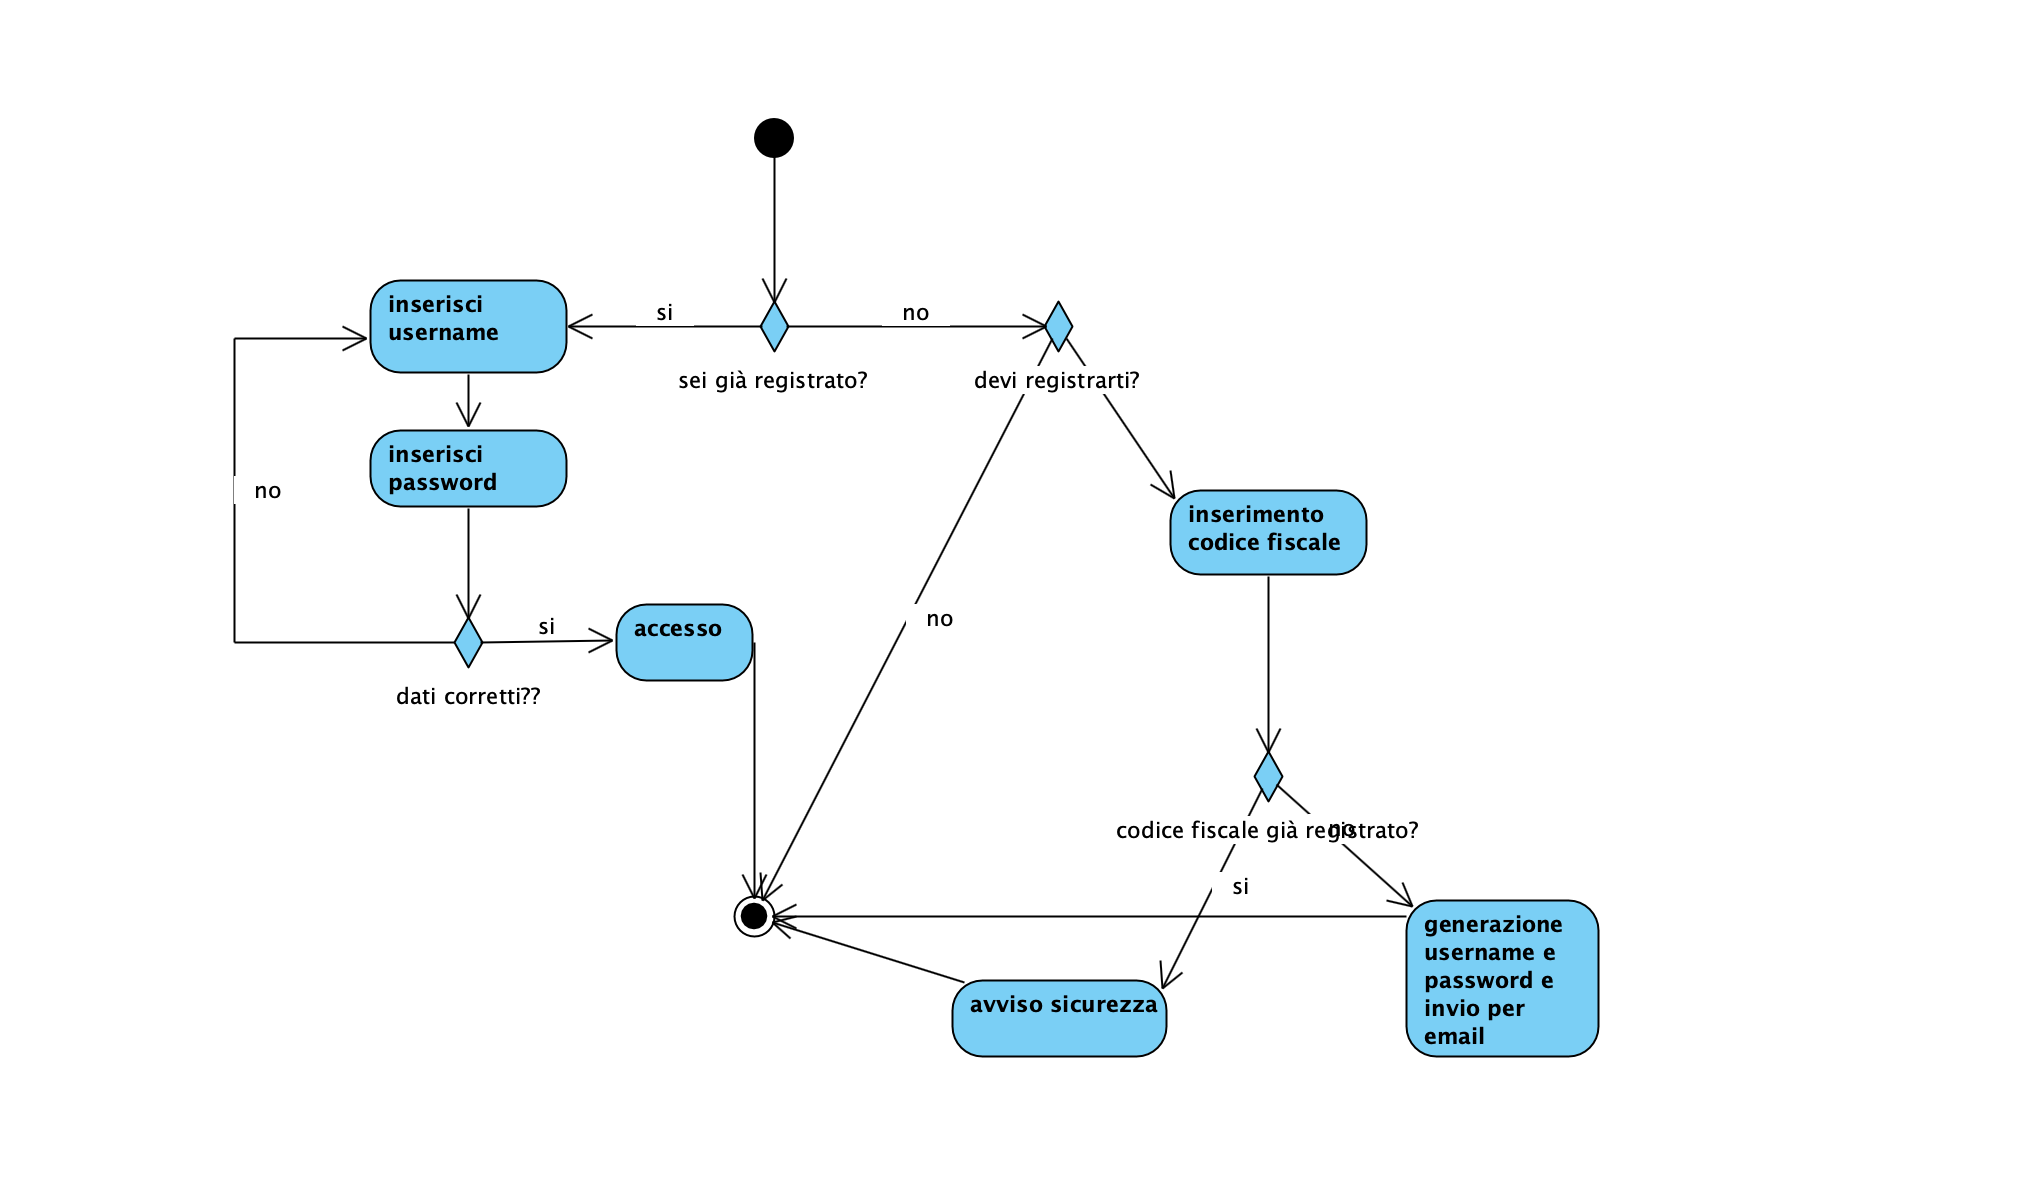 inserisci
username
si
no
sei già registrato?
devi registrarti?
inserisci
password
no
inserimento
codice fiscale
no
si
accesso
dati corretti??
codice fiscale già registrato?
no
si
generazione
username e
password e
invio per
email
avviso sicurezza